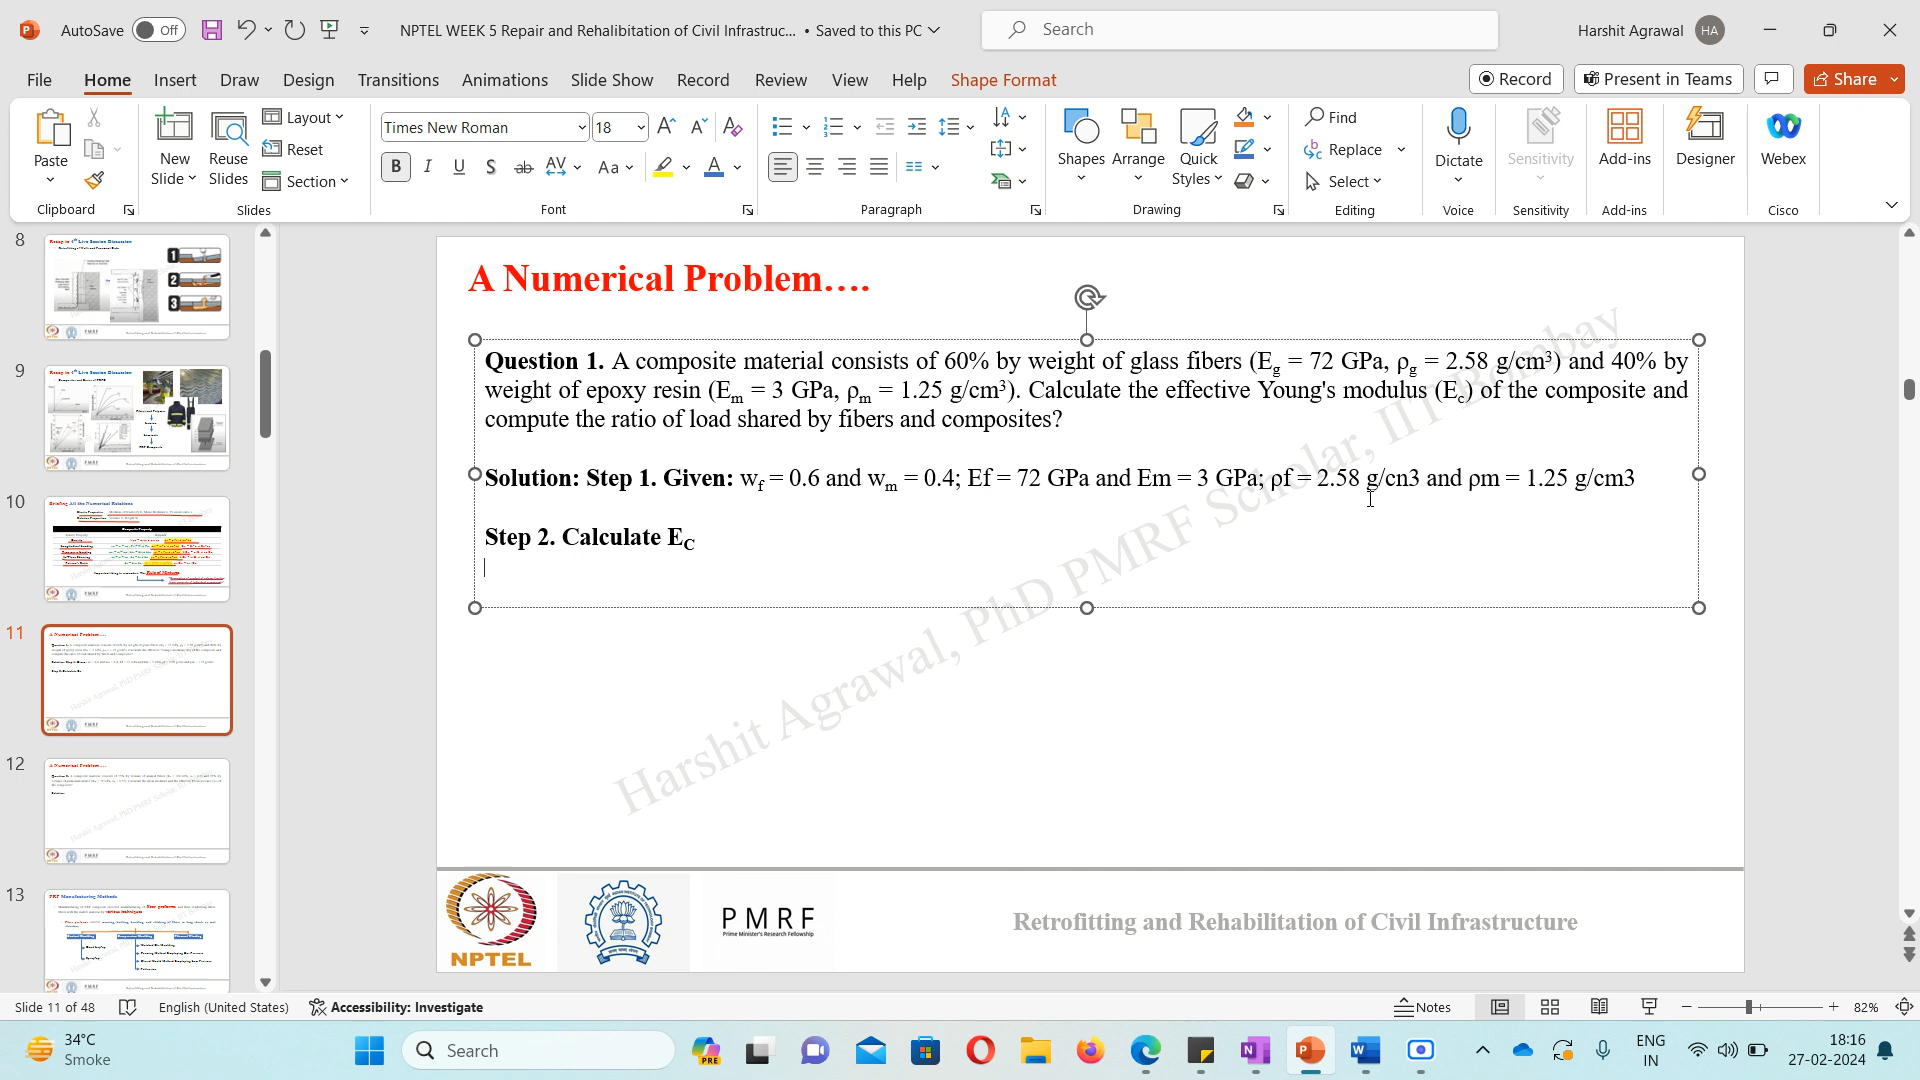 AutoSave Off NPTEL WEEK 5 Repair and Rehalibitation of Civil Infrastruc... • Saved to this PC Search Harshit Agrawal HA
File Home Insert Draw Design Transitions Animations Slide Show Record Review View Help Shape Format Record Present in Teams Share
Paste New Slide Reuse Slides Layout Reset Section
Times New Roman 18
B I U S ab AV Aa A
Shapes Arrange Quick Styles Find Replace Select Dictate Sensitivity Add-ins Designer Webex
Clipboard Slides Font Paragraph Drawing Editing Voice Sensitivity Add-ins Cisco
8
9
10
11
12
13
A Numerical Problem….
Question 1. A composite material consists of 60% by weight of glass fibers (Eg = 72 GPa, ρg = 2.58 g/cm³) and 40% by
weight of epoxy resin (Em = 3 GPa, ρm = 1.25 g/cm³). Calculate the effective Young's modulus (Ec) of the composite and
compute the ratio of load shared by fibers and composites?
Solution: Step 1. Given: wf = 0.6 and wm = 0.4; Ef = 72 GPa and Em = 3 GPa; ρf = 2.58 g/cn3 and ρm = 1.25 g/cm3
Step 2. Calculate EC
Harshit Agrawal, PhD PMRF Scholar, IIT Bombay
NPTEL
PMRF
Prime Minister's Research Fellowship
Retrofitting and Rehabilitation of Civil Infrastructure
Slide 11 of 48 English (United States) Accessibility: Investigate Notes 82%
34°C
Smoke
Search
PRE
ENG
IN
18:16
27-02-2024